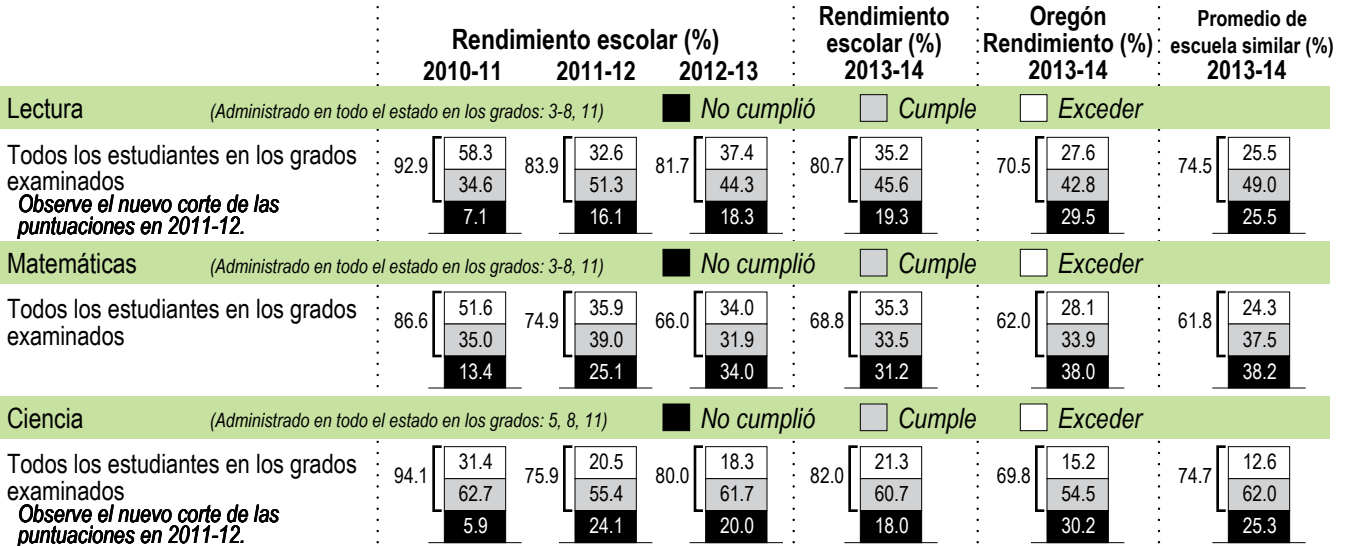 Rendimiento escolar (%)
2010-11 2011-12 2012-13
Rendimiento
escolar (%)
2013-14
Oregón
Rendimiento (%)
2013-14
Promedio de
escuela similar (%)
2013-14
Lectura (Administrado en todo el estado en los grados: 3-8, 11) No cumplió Cumple Exceder
Todos los estudiantes en los grados
examinados
Observe el nuevo corte de las
puntuaciones en 2011-12.
92.9 58.3 83.9 32.6 81.7 37.4 80.7 35.2 70.5 27.6 74.5 25.5
34.6 51.3 44.3 45.6 42.8 49.0
7.1 16.1 18.3 19.3 29.5 25.5
Matemáticas (Administrado en todo el estado en los grados: 3-8, 11) No cumplió Cumple Exceder
Todos los estudiantes en los grados
examinados
86.6 51.6 74.9 35.9 66.0 34.0 68.8 35.3 62.0 28.1 61.8 24.3
35.0 39.0 31.9 33.5 33.9 37.5
13.4 25.1 34.0 31.2 38.0 38.2
Ciencia (Administrado en todo el estado en los grados: 5, 8, 11) No cumplió Cumple Exceder
Todos los estudiantes en los grados
examinados
Observe el nuevo corte de las
puntuaciones en 2011-12.
94.1 31.4 75.9 20.5 80.0 18.3 82.0 21.3 69.8 15.2 74.7 12.6
62.7 55.4 61.7 60.7 54.5 62.0
5.9 24.1 20.0 18.0 30.2 25.3